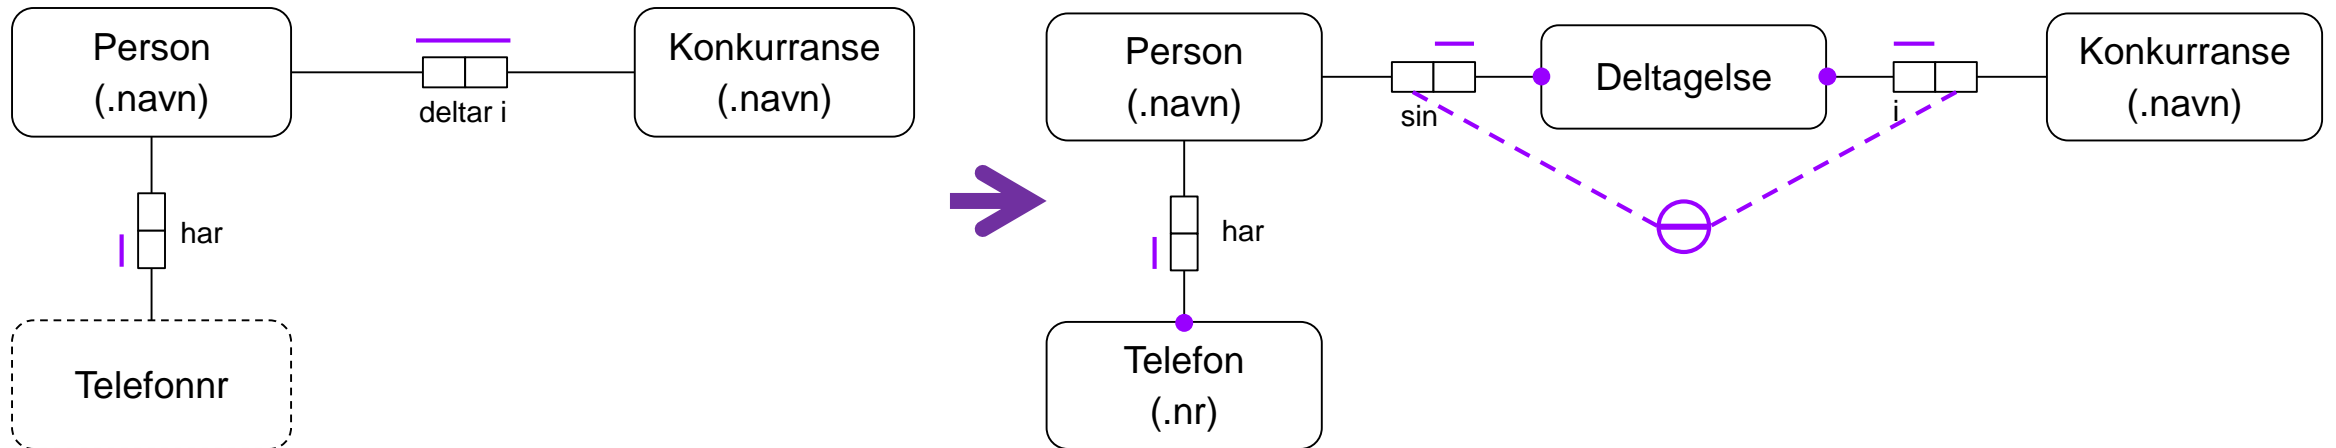 Person
(.navn)
deltar i
Konkurranse
(.navn)
har
Telefonnr
Person
(.navn)
sin
Deltagelse
i
Konkurranse
(.navn)
har
Telefon
(.nr)